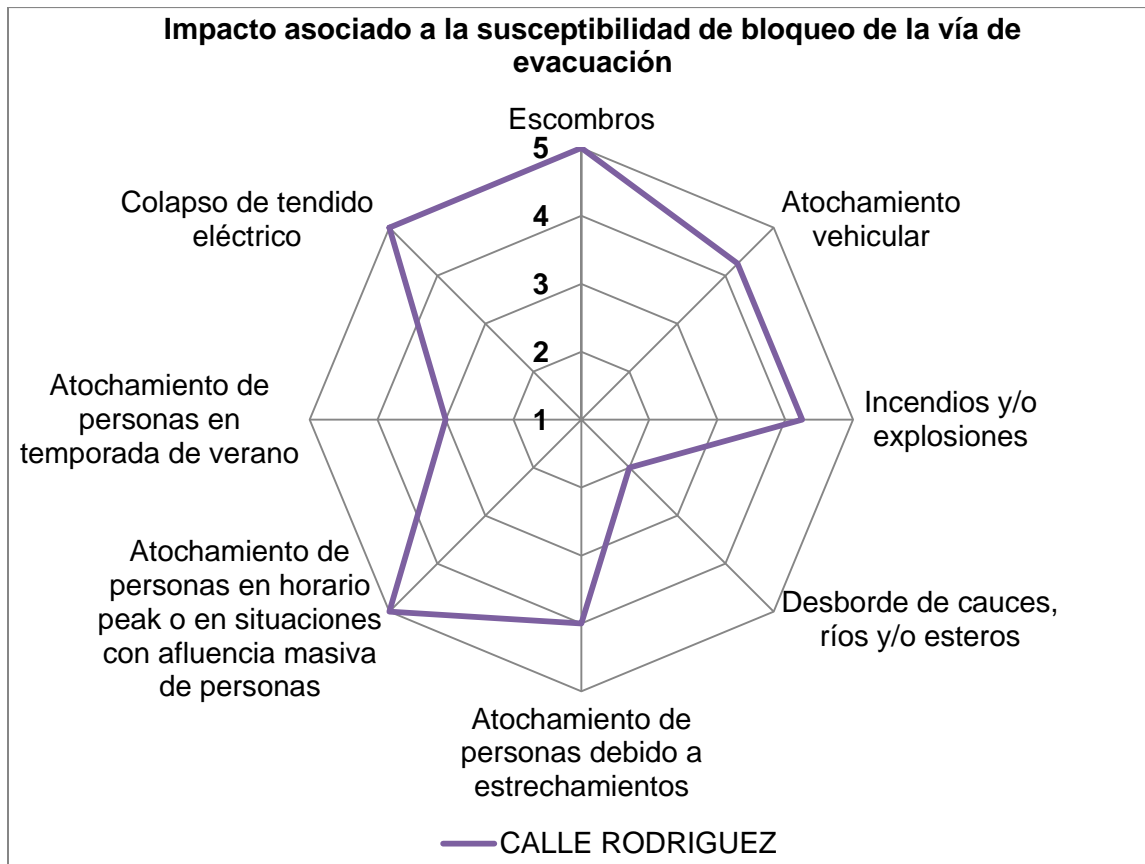 Impacto asociado a la susceptibilidad de bloqueo de la vía de
evacuación
Escombros
5
4
3
2
1
Atochamiento
vehicular
Incendios y/o
explosiones
Desborde de cauces,
ríos y/o esteros
Atochamiento de
personas debido a
estrechamientos
Atochamiento de
personas en horario
peak o en situaciones
con afluencia masiva
de personas
Atochamiento de
personas en
temporada de verano
Colapso de tendido
eléctrico
CALLE RODRIGUEZ